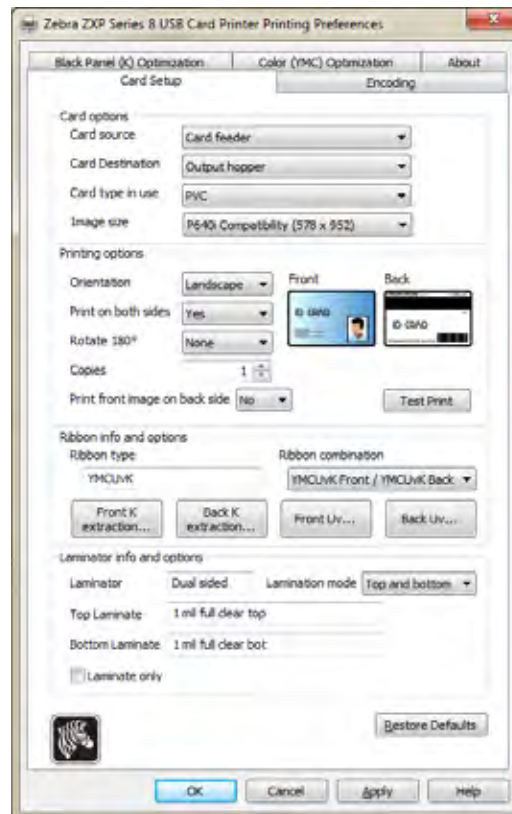 Zebra ZXP Series 8 USB Card Printer Printing Preferences
Black Panel (K) Optimization Color (YMC) Optimization About
Card Setup Encoding
Card options
Card source Card feeder
Card Destination Output hopper
Card type in use PVC
Image size P640i Compatibility (578 x 952)
Printing options
Orientation Landscape Front Back
Print on both sides Yes
Rotate 180° None
Copies 1
Print front image on back side No Test Print
Ribbon info and options
Ribbon type Ribbon combination
YMCUvK YMCUvK Front / YMCUvK Back
Front K extraction... Back K extraction... Front Uv... Back Uv...
Laminator info and options
Laminator Dual sided Lamination mode Top and bottom
Top Laminate 1 mil full clear top
Bottom Laminate 1 mil full clear bot
Laminate only
Restore Defaults
OK Cancel Apply Help